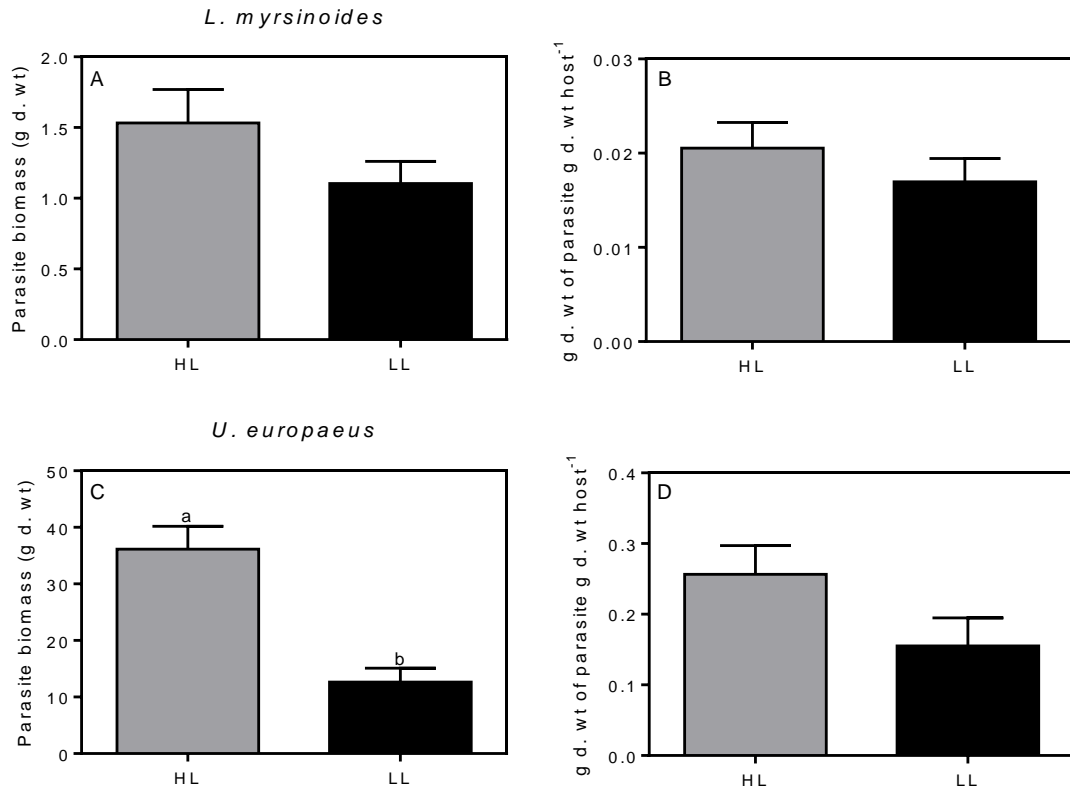 L. myrsinoides
A
Parasite biomass (g d. wt)
2.0
1.5
1.0
0.5
0.0
HL
LL
B
g d. wt of parasite g d. wt host-1
0.03
0.02
0.01
0.00
HL
LL
U. europaeus
C
Parasite biomass (g d. wt)
50
40
30
20
10
0
a
b
HL
LL
D
g d. wt of parasite g d. wt host-1
0.4
0.3
0.2
0.1
0.0
HL
LL